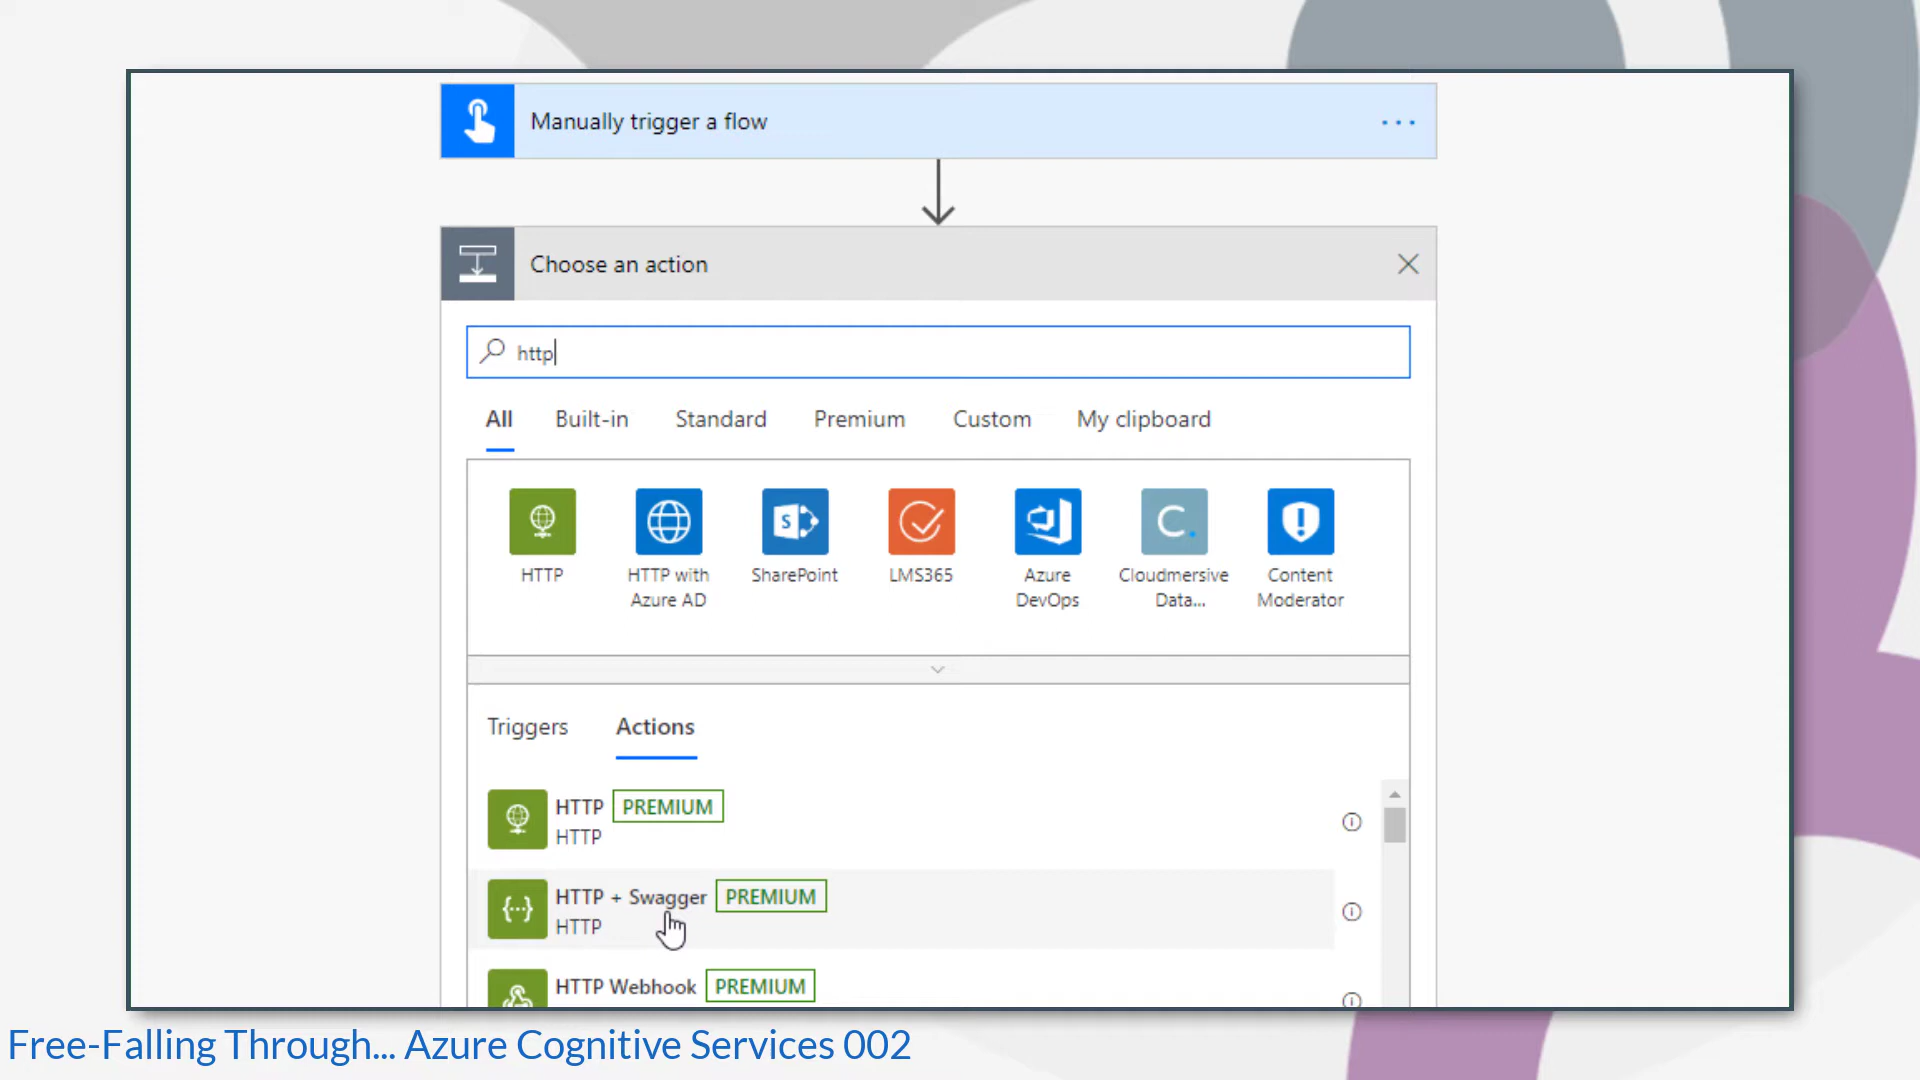 Manually trigger a flow
Choose an action
http
All Built-in Standard Premium Custom My clipboard
HTTP
HTTP with
Azure AD
SharePoint
LMS365
Azure
DevOps
Cloudmersive
Data...
Content
Moderator
Triggers Actions
HTTP PREMIUM
HTTP
HTTP + Swagger PREMIUM
HTTP
HTTP Webhook PREMIUM
Free-Falling Through... Azure Cognitive Services 002